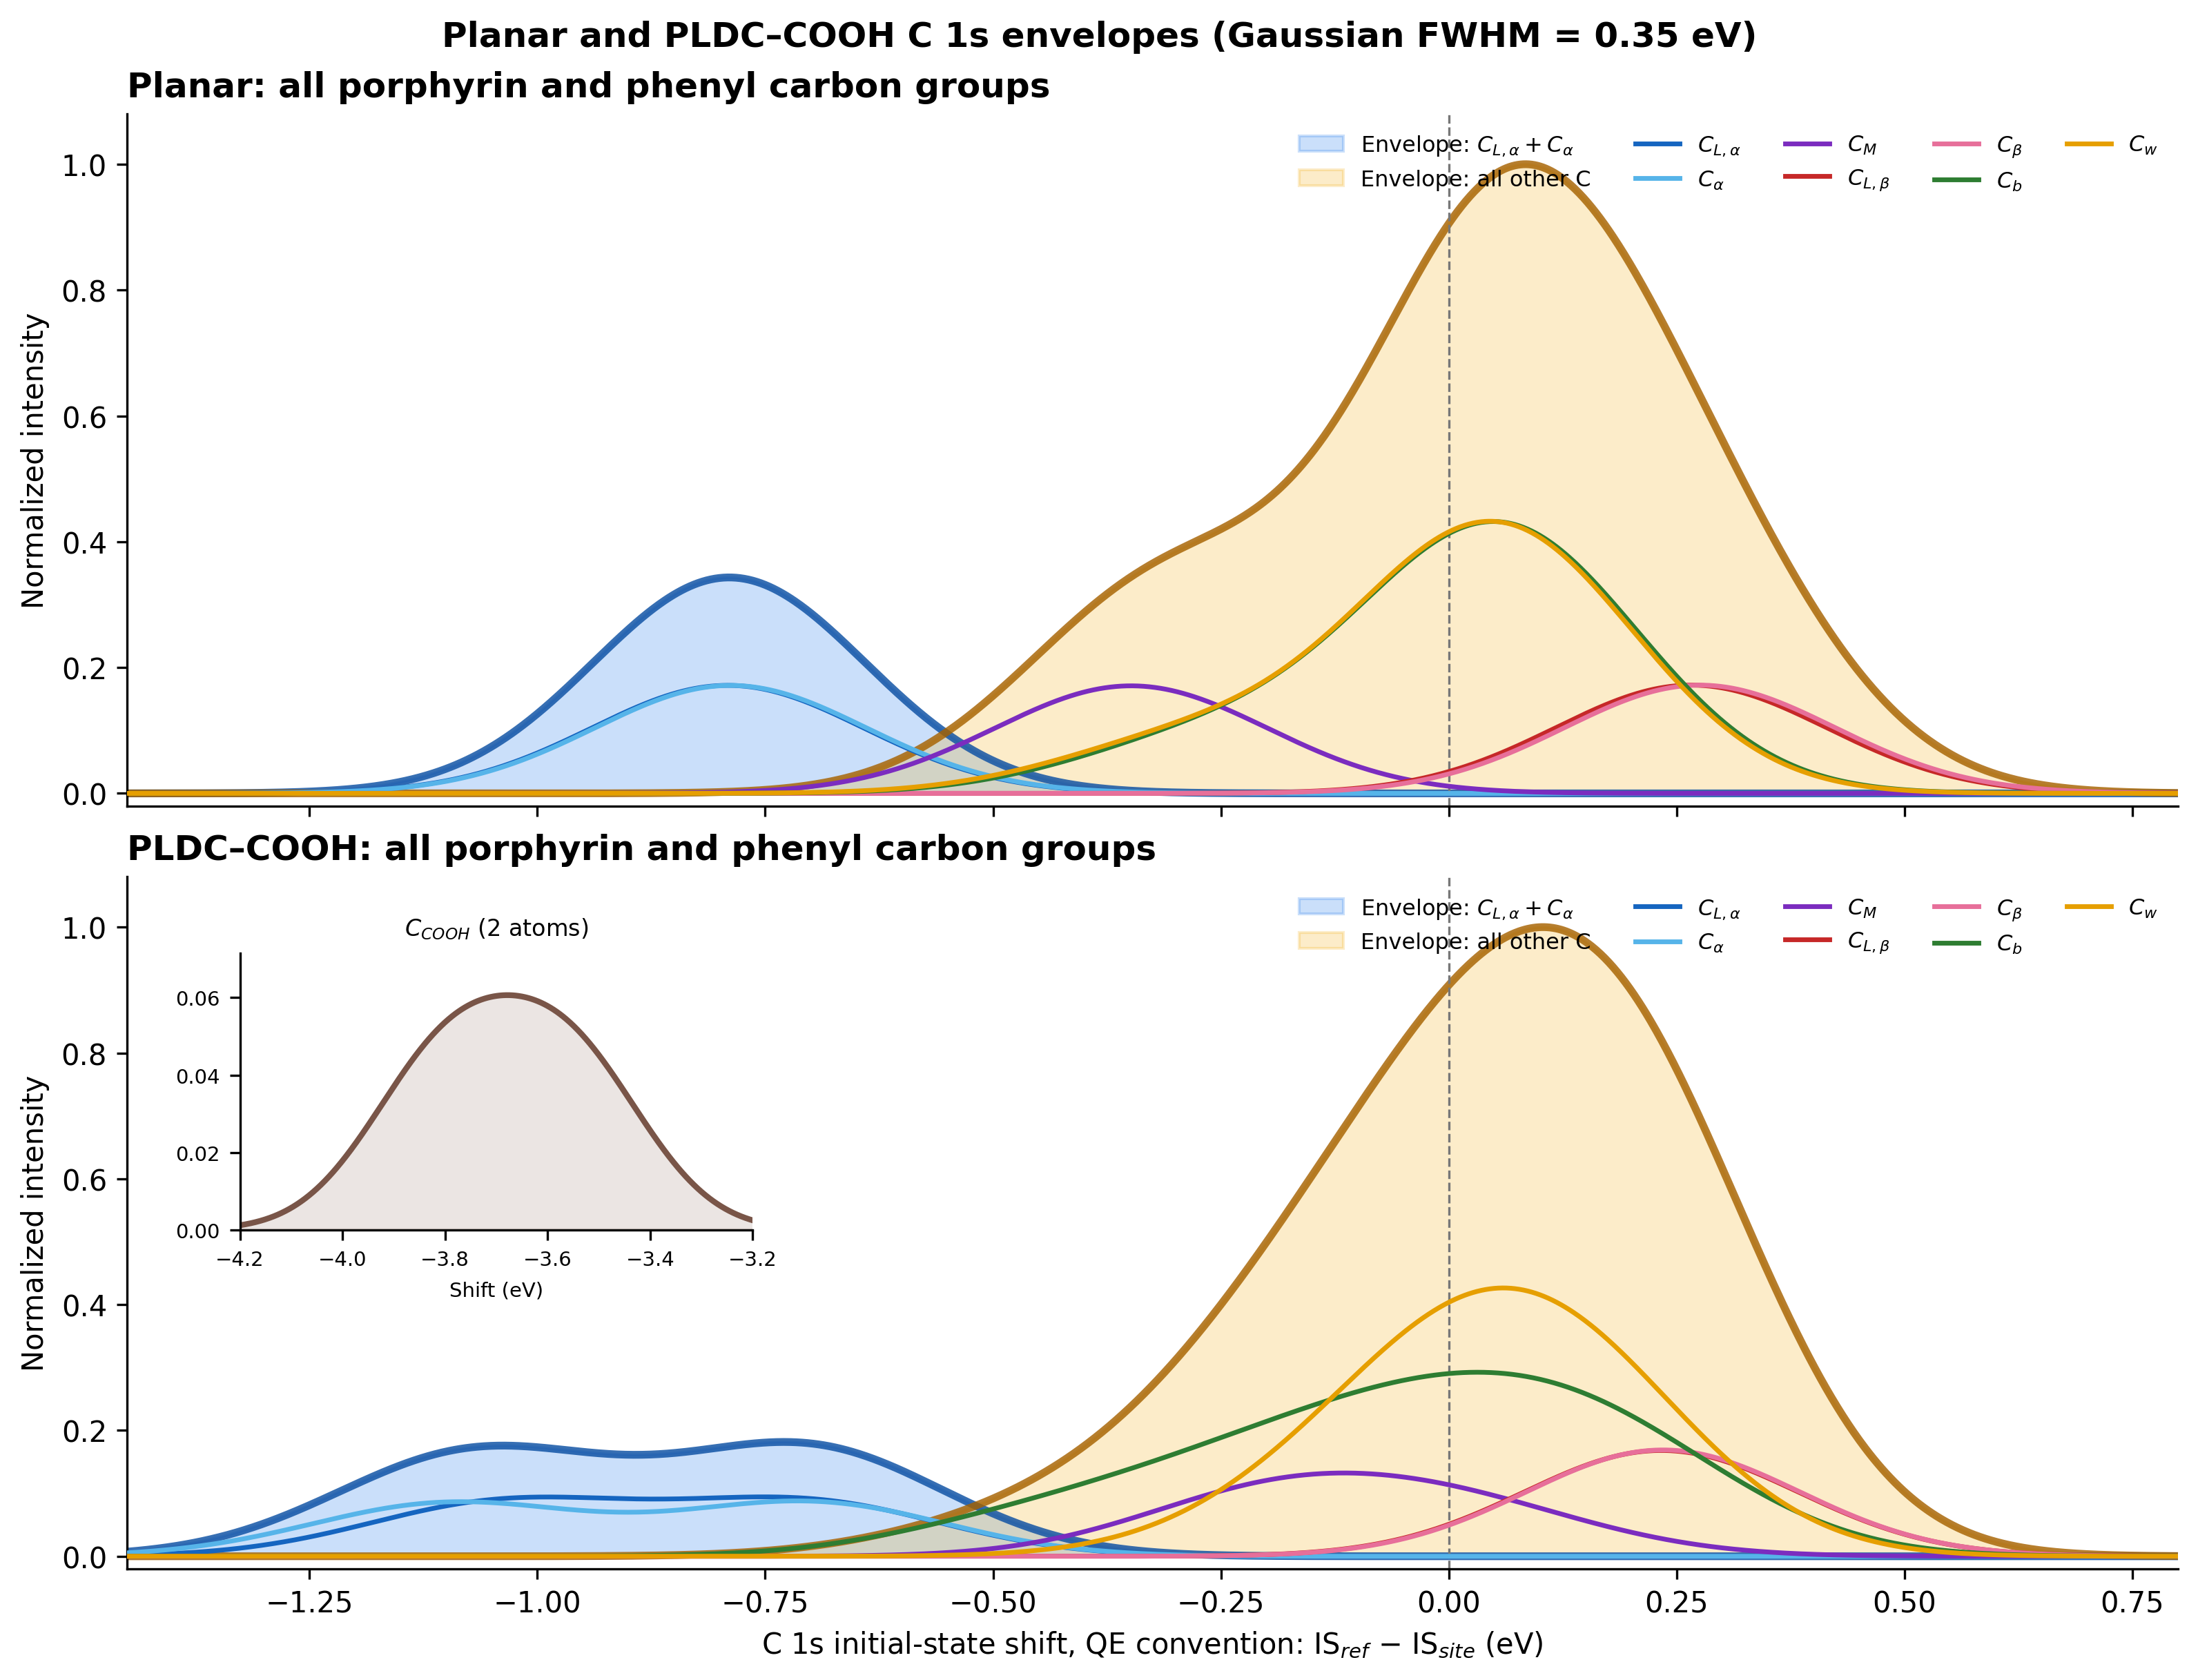 Planar and PLDC–COOH C 1s envelopes (Gaussian FWHM = 0.35 eV)
Planar: all porphyrin and phenyl carbon groups
Normalized intensity
1.0
0.8
0.6
0.4
0.2
0.0
Envelope: C_{L,α} + C_α
Envelope: all other C
C_{L,α}
C_α
C_M
C_{L,β}
C_β
C_b
C_w
PLDC–COOH: all porphyrin and phenyl carbon groups
Normalized intensity
1.0
0.8
0.6
0.4
0.2
0.0
Envelope: C_{L,α} + C_α
Envelope: all other C
C_{L,α}
C_α
C_M
C_{L,β}
C_β
C_b
C_w
C_{COOH} (2 atoms)
0.06
0.04
0.02
0.00
−4.2 −4.0 −3.8 −3.6 −3.4 −3.2
Shift (eV)
−1.25 −1.00 −0.75 −0.50 −0.25 0.00 0.25 0.50 0.75
C 1s initial-state shift, QE convention: IS_{ref} − IS_{site} (eV)